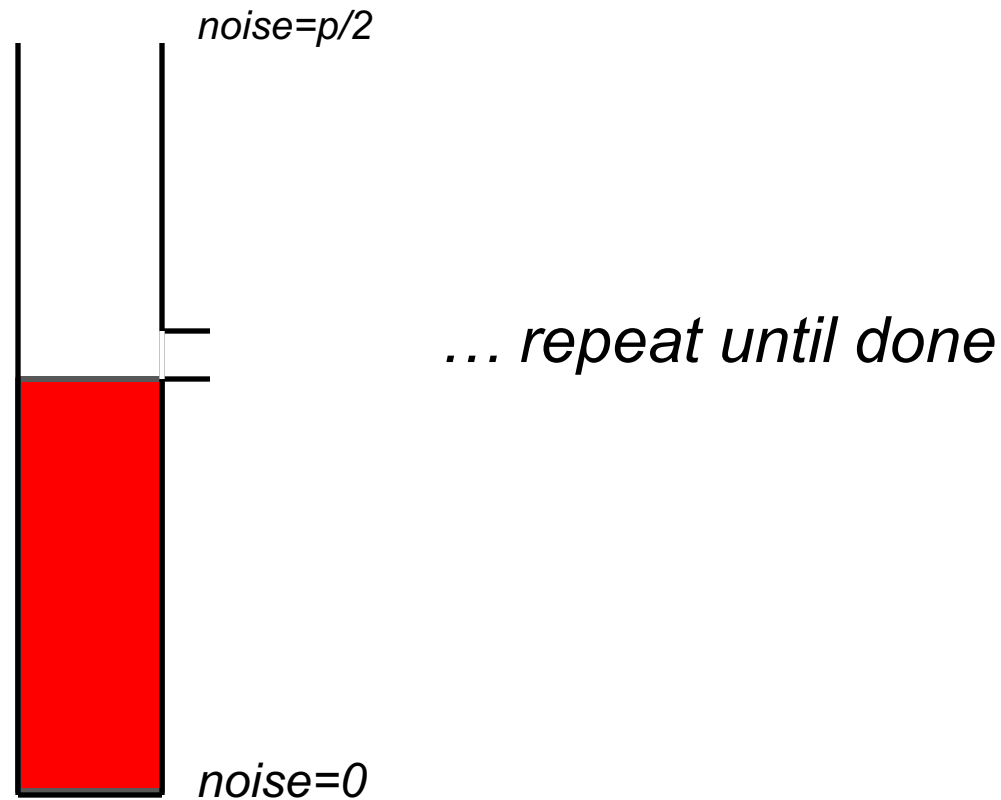 noise=p/2
… repeat until done
noise=0